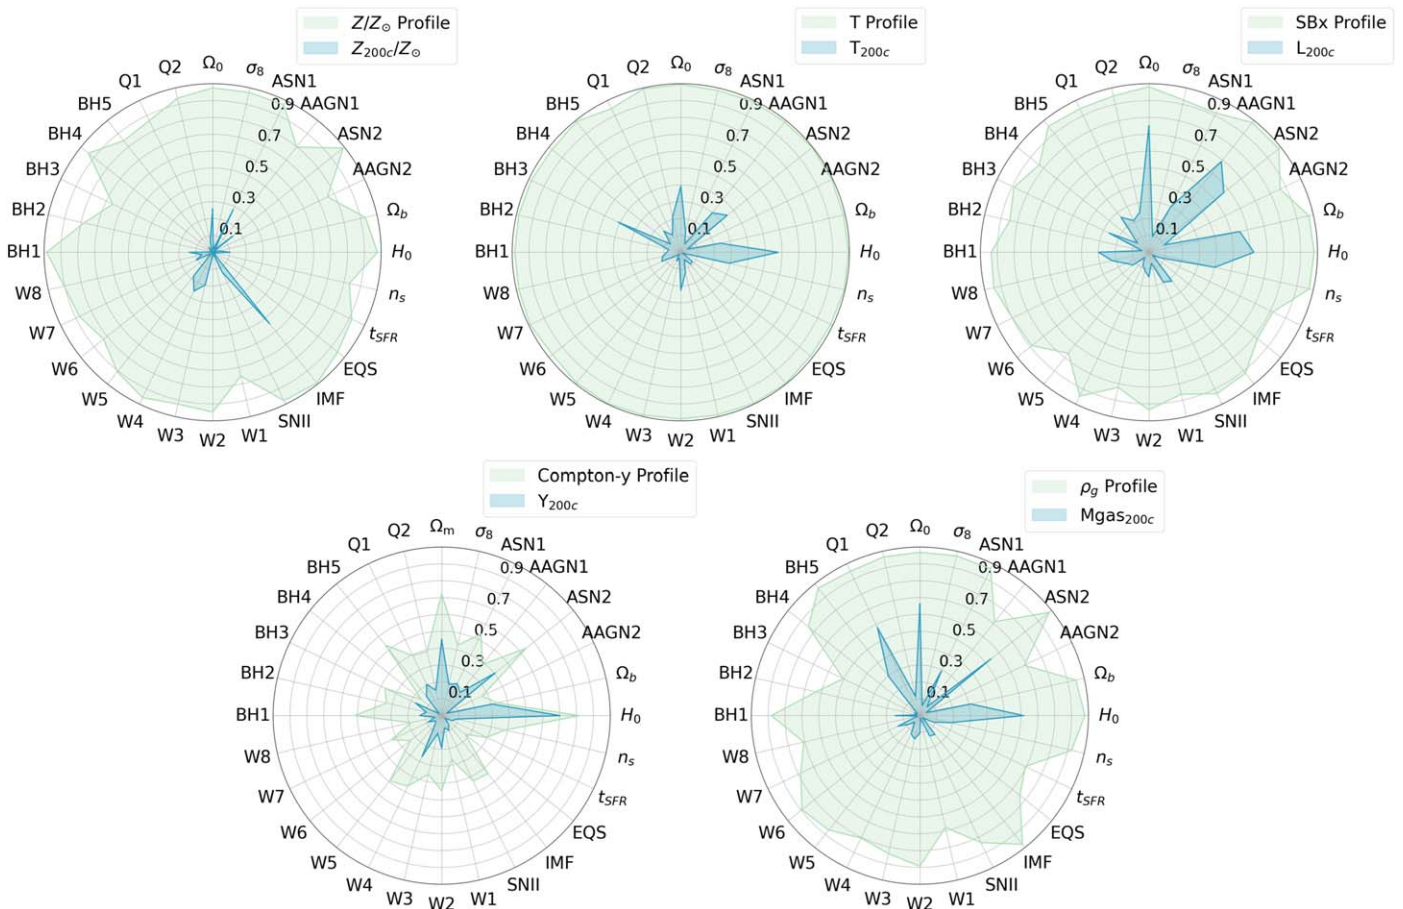 Z/Z⊙ Profile
Z200c/Z⊙
Ω0
σ8
ASN1
AAGN1
ASN2
AAGN2
Ωb
H0
ns
tSFR
EQS
IMF
SNII
W1
W2
W3
W4
W5
W6
W7
W8
BH1
BH2
BH3
BH4
BH5
Q1
Q2
0.9
0.7
0.5
0.3
0.1
T Profile
T200c
Ω0
σ8
ASN1
AAGN1
ASN2
AAGN2
Ωb
H0
ns
tSFR
EQS
IMF
SNII
W1
W2
W3
W4
W5
W6
W7
W8
BH1
BH2
BH3
BH4
BH5
Q1
Q2
0.9
0.7
0.5
0.3
0.1
SBx Profile
L200c
Ω0
σ8
ASN1
AAGN1
ASN2
AAGN2
Ωb
H0
ns
tSFR
EQS
IMF
SNII
W1
W2
W3
W4
W5
W6
W7
W8
BH1
BH2
BH3
BH4
BH5
Q1
Q2
0.9
0.7
0.5
0.3
0.1
Compton-y Profile
Y200c
Ωm
σ8
ASN1
AAGN1
ASN2
AAGN2
Ωb
H0
ns
tSFR
EQS
IMF
SNII
W1
W2
W3
W4
W5
W6
W7
W8
BH1
BH2
BH3
BH4
BH5
Q1
Q2
0.9
0.7
0.5
0.3
0.1
ρg Profile
Mgas200c
Ω0
σ8
ASN1
AAGN1
ASN2
AAGN2
Ωb
H0
ns
tSFR
EQS
IMF
SNII
W1
W2
W3
W4
W5
W6
W7
W8
BH1
BH2
BH3
BH4
BH5
Q1
Q2
0.9
0.7
0.5
0.3
0.1